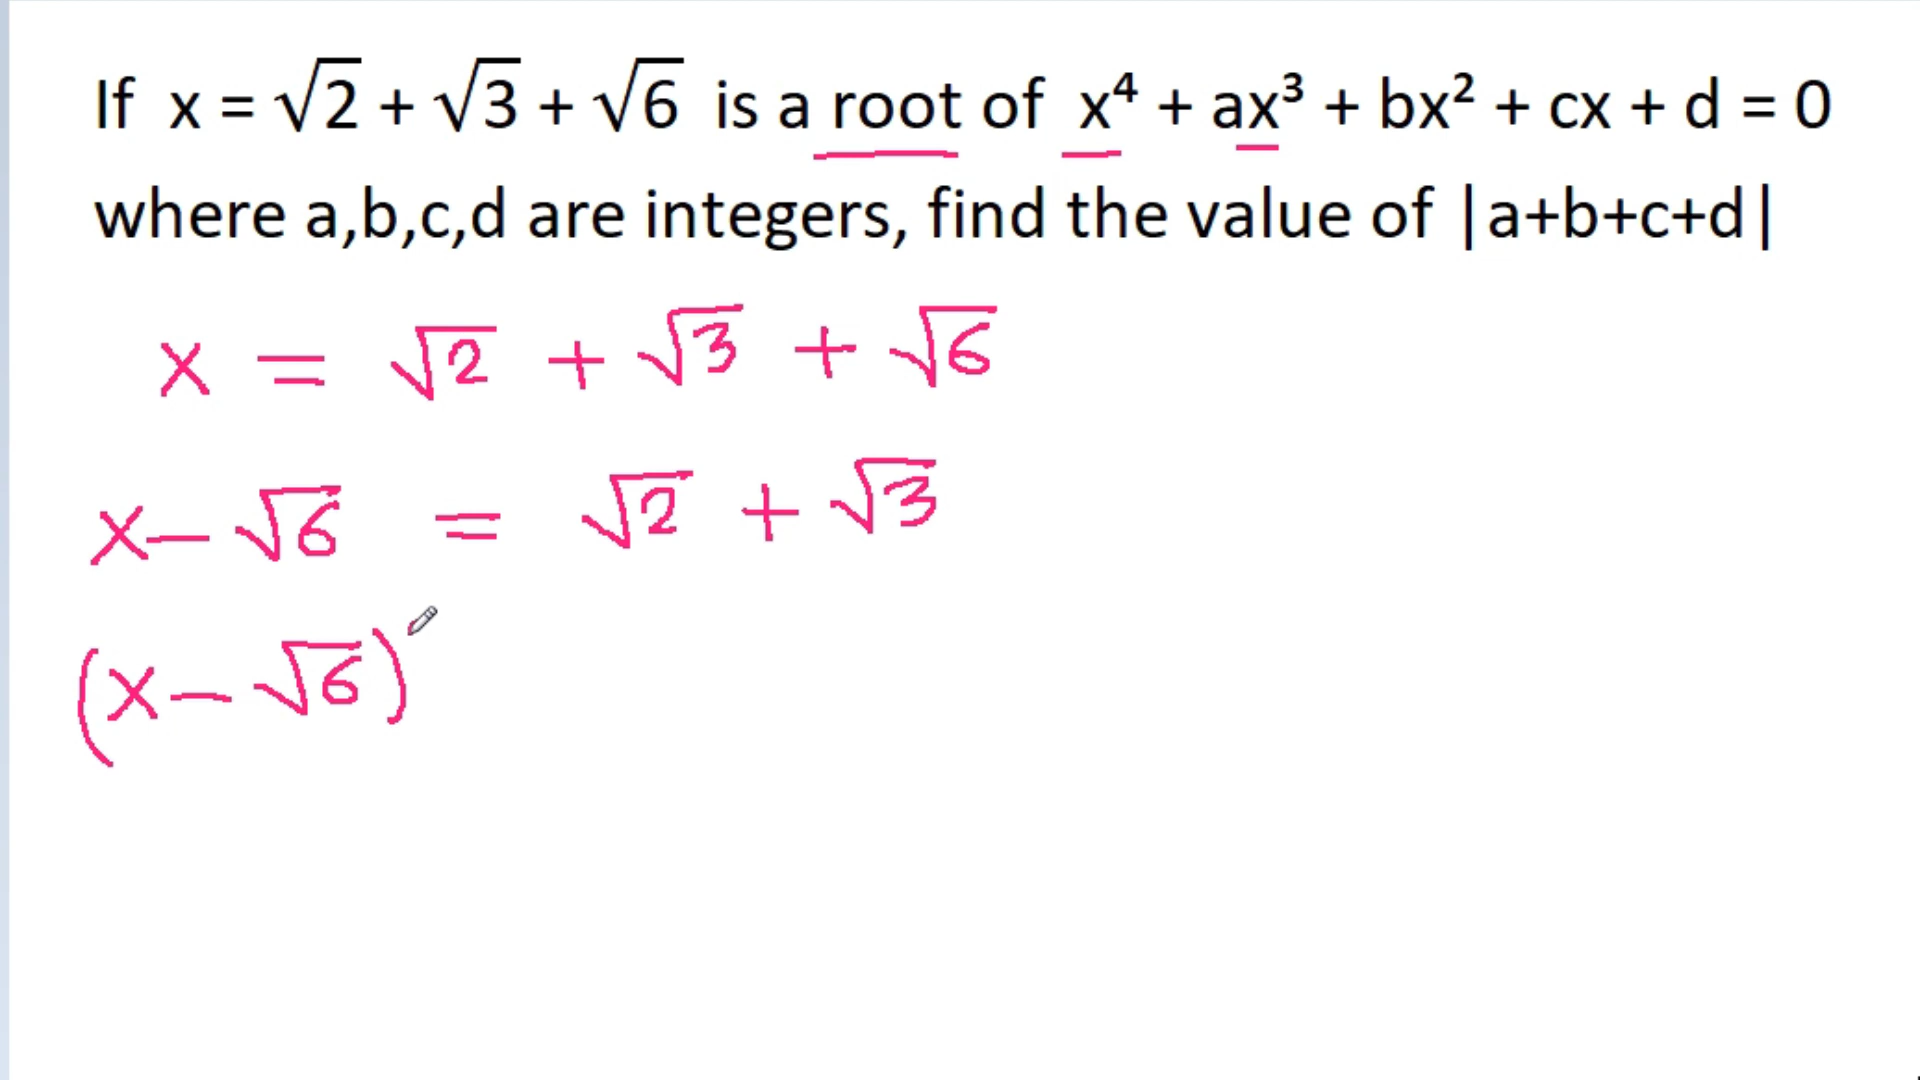 If x = √2 + √3 + √6 is a root of x⁴ + ax³ + bx² + cx + d = 0
where a,b,c,d are integers, find the value of |a+b+c+d|
x = √2 + √3 + √6
x - √6 = √2 + √3
(x - √6)